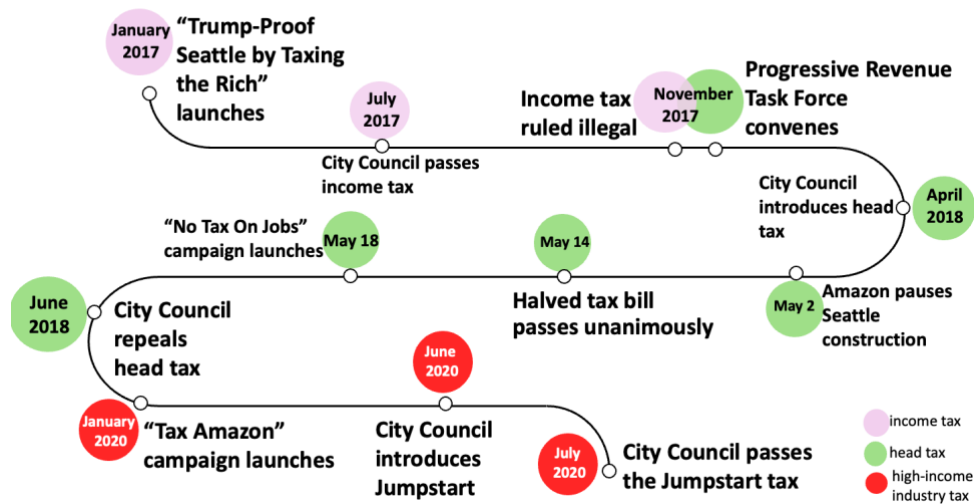 January
2017
“Trump-Proof
Seattle by Taxing
the Rich”
launches
July
2017
City Council passes
income tax
Income tax
ruled illegal
November
2017
Progressive Revenue
Task Force
convenes
City Council
introduces head
tax
April
2018
May 2
Amazon pauses
Seattle
construction
May 14
Halved tax bill
passes unanimously
“No Tax On Jobs”
campaign launches
May 18
June
2018
City Council
repeals
head tax
January
2020
“Tax Amazon”
campaign launches
June
2020
City Council
introduces
Jumpstart
July
2020
City Council passes
the Jumpstart tax
income tax
head tax
high-income
industry tax